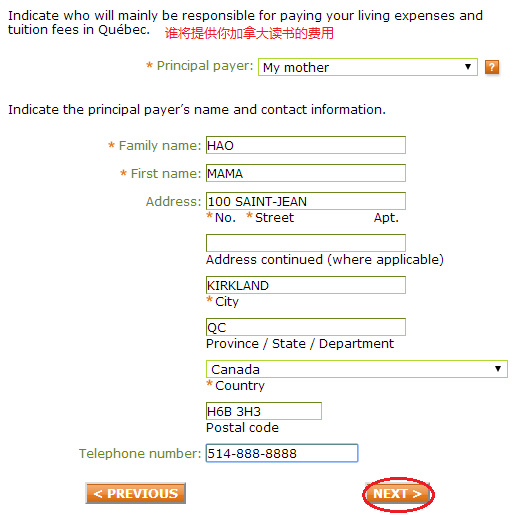 Indicate who will mainly be responsible for paying your living expenses and
tuition fees in Québec. 谁将提供你加拿大读书的费用
* Principal payer: My mother ?
Indicate the principal payer´s name and contact information.
* Family name: HAO
* First name: MAMA
Address: 100 SAINT-JEAN
* No. * Street Apt.
Address continued (where applicable)
KIRKLAND
* City
QC
Province / State / Department
Canada
* Country
H6B 3H3
Postal code
Telephone number: 514-888-8888
< PREVIOUS NEXT >